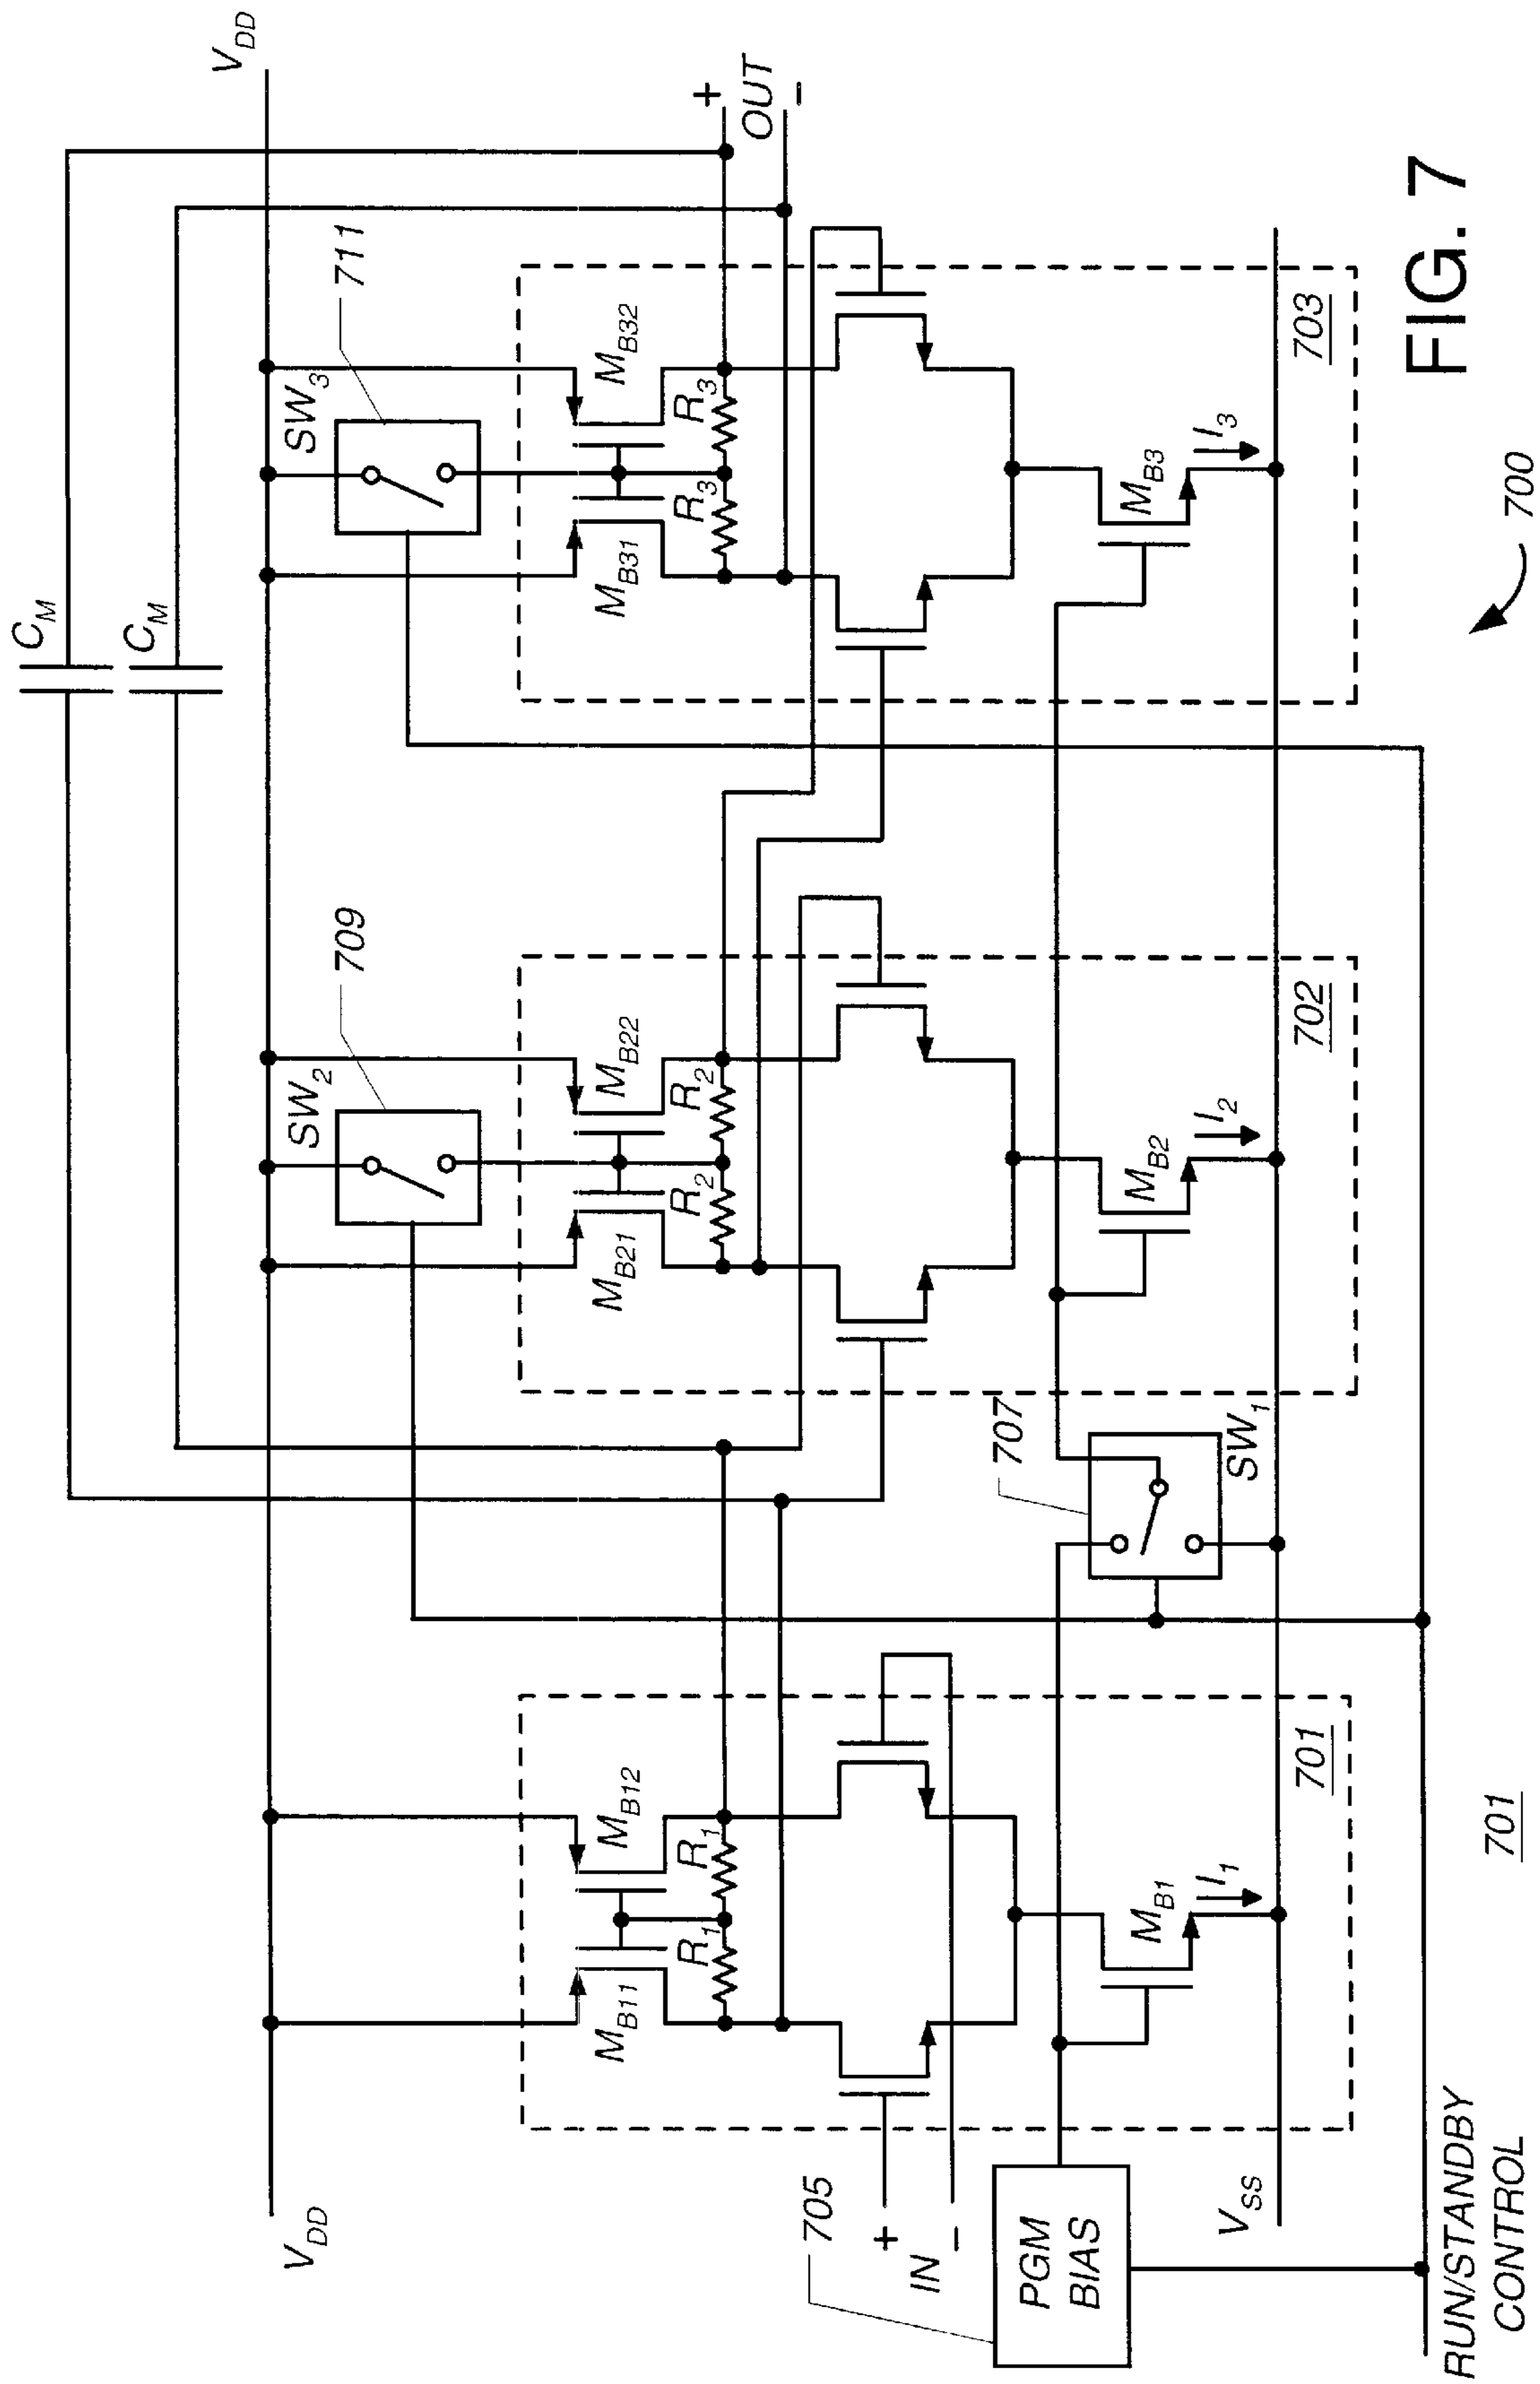 C_M
C_M
V_DD
V_DD
SW_2
709
SW_3
711
+
OUT
-
M_B11
M_B12
R_1
R_1
M_B21
M_B22
R_2
R_2
M_B31
M_B32
R_3
R_3
705
+
IN
-
PGM
BIAS
M_B1
I_1
701
707
SW_1
M_B2
I_2
702
M_B3
I_3
703
V_SS
RUN/STANDBY
CONTROL
701
700
FIG. 7